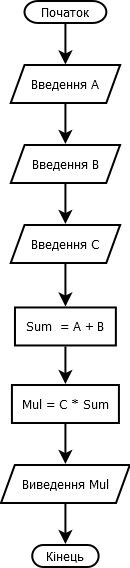 Початок
Введення A
Введення B
Введення C
Sum = A + B
Mul = C * Sum
Виведення Mul
Кінець